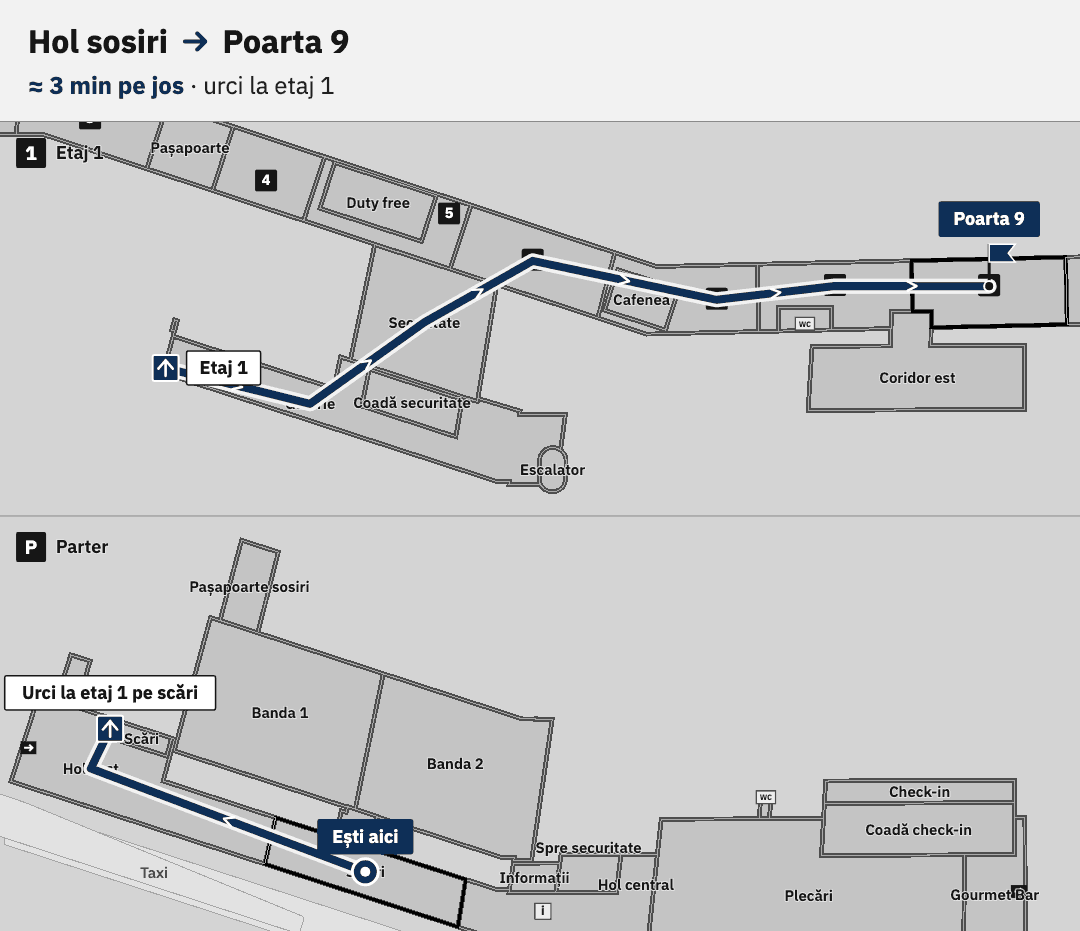 Hol sosiri → Poarta 9
≈ 3 min pe jos · urci la etaj 1
1 Etaj 1
Pașapoarte
4
Duty free
5
Poarta 9
Cafenea
wc
Coridor est
Etaj 1
Coadă securitate
Escalator
P Parter
Pașapoarte sosiri
Urci la etaj 1 pe scări
Scări
Banda 1
Banda 2
Ești aici
Taxi
Spre securitate
Informații
Hol central
i
wc
Check-in
Coadă check-in
Plecări
Gourmet Bar